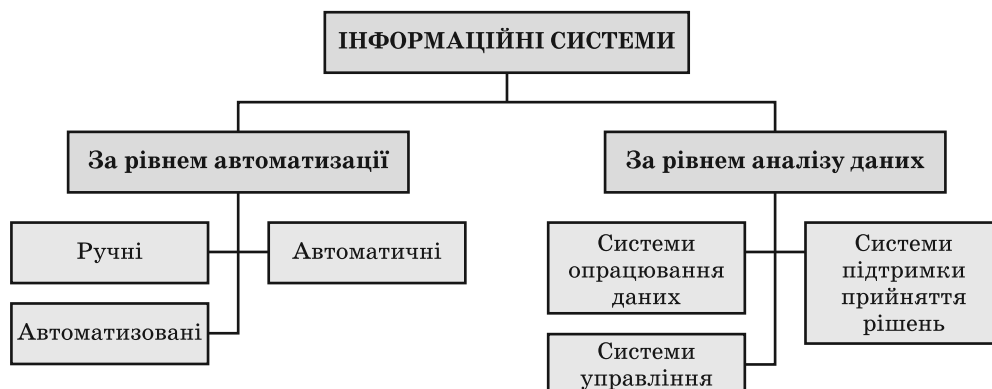 ІНФОРМАЦІЙНІ СИСТЕМИ
За рівнем автоматизації
За рівнем аналізу даних
Ручні
Автоматичні
Автоматизовані
Системи
опрацювання
даних
Системи
підтримки
прийняття
рішень
Системи
управління